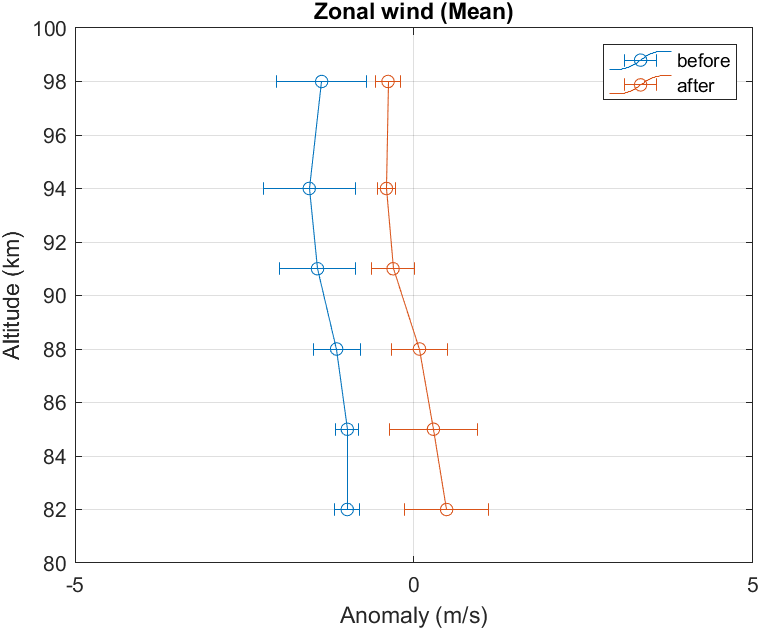 Zonal wind (Mean)
100
98
96
94
92
90
88
86
84
82
80
Altitude (km)
-5
0
5
Anomaly (m/s)
before
after